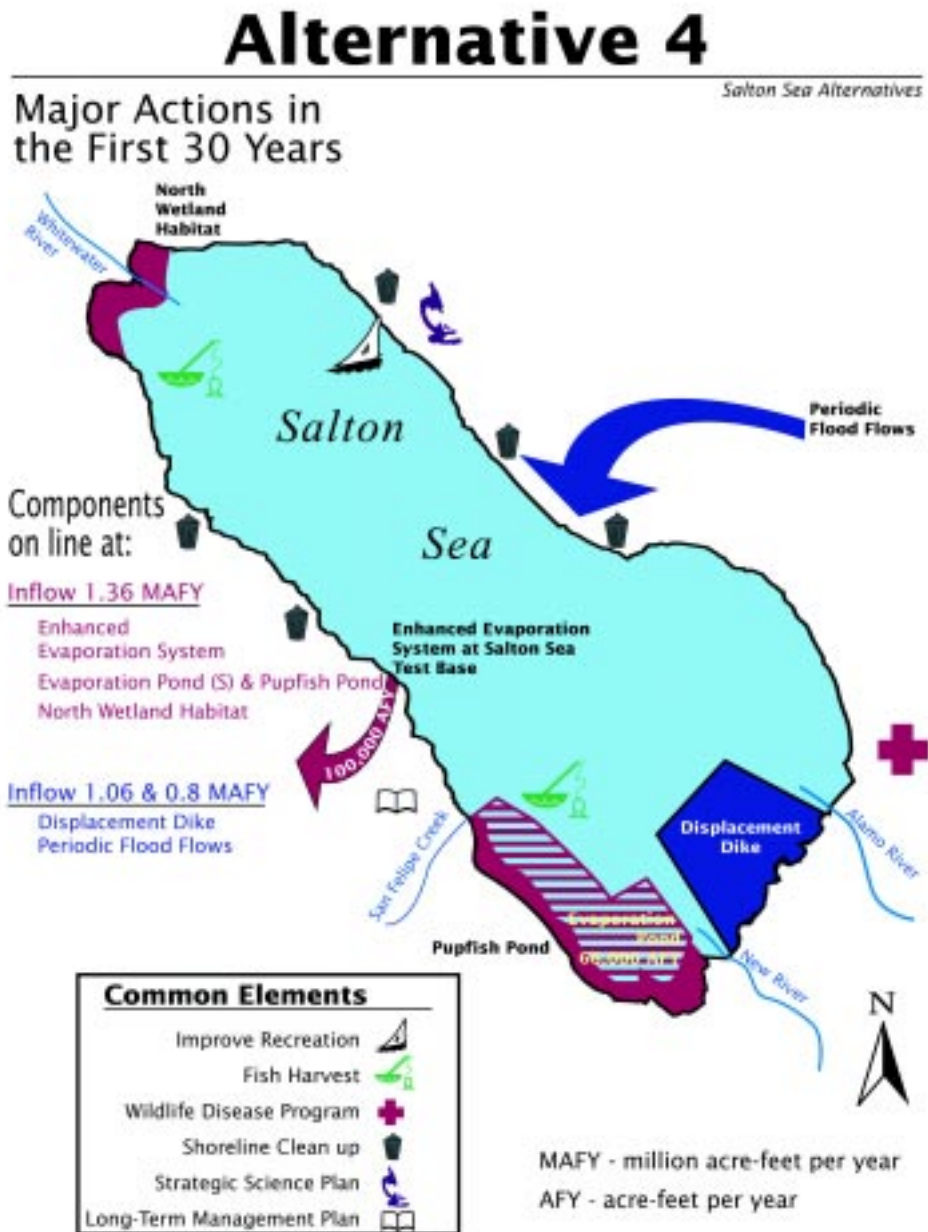 Alternative 4
Salton Sea Alternatives
Major Actions in
the First 30 Years
North
Wetland
Habitat
Whitewater
River
Periodic
Flood Flows
Salton
Sea
Components
on line at:
Inflow 1.36 MAFY
Enhanced
Evaporation System
Evaporation Pond (S) & Pupfish Pond
North Wetland Habitat
Enhanced Evaporation
System at Salton Sea
Test Base
100,000 AFY
Inflow 1.06 & 0.8 MAFY
Displacement Dike
Periodic Flood Flows
San Felipe Creek
Displacement
Dike
Alamo River
Evaporation
Pond
AFY
Pupfish Pond
New River
Common Elements
Improve Recreation
Fish Harvest
Wildlife Disease Program
Shoreline Clean up
Strategic Science Plan
Long-Term Management Plan
N
MAFY - million acre-feet per year
AFY - acre-feet per year